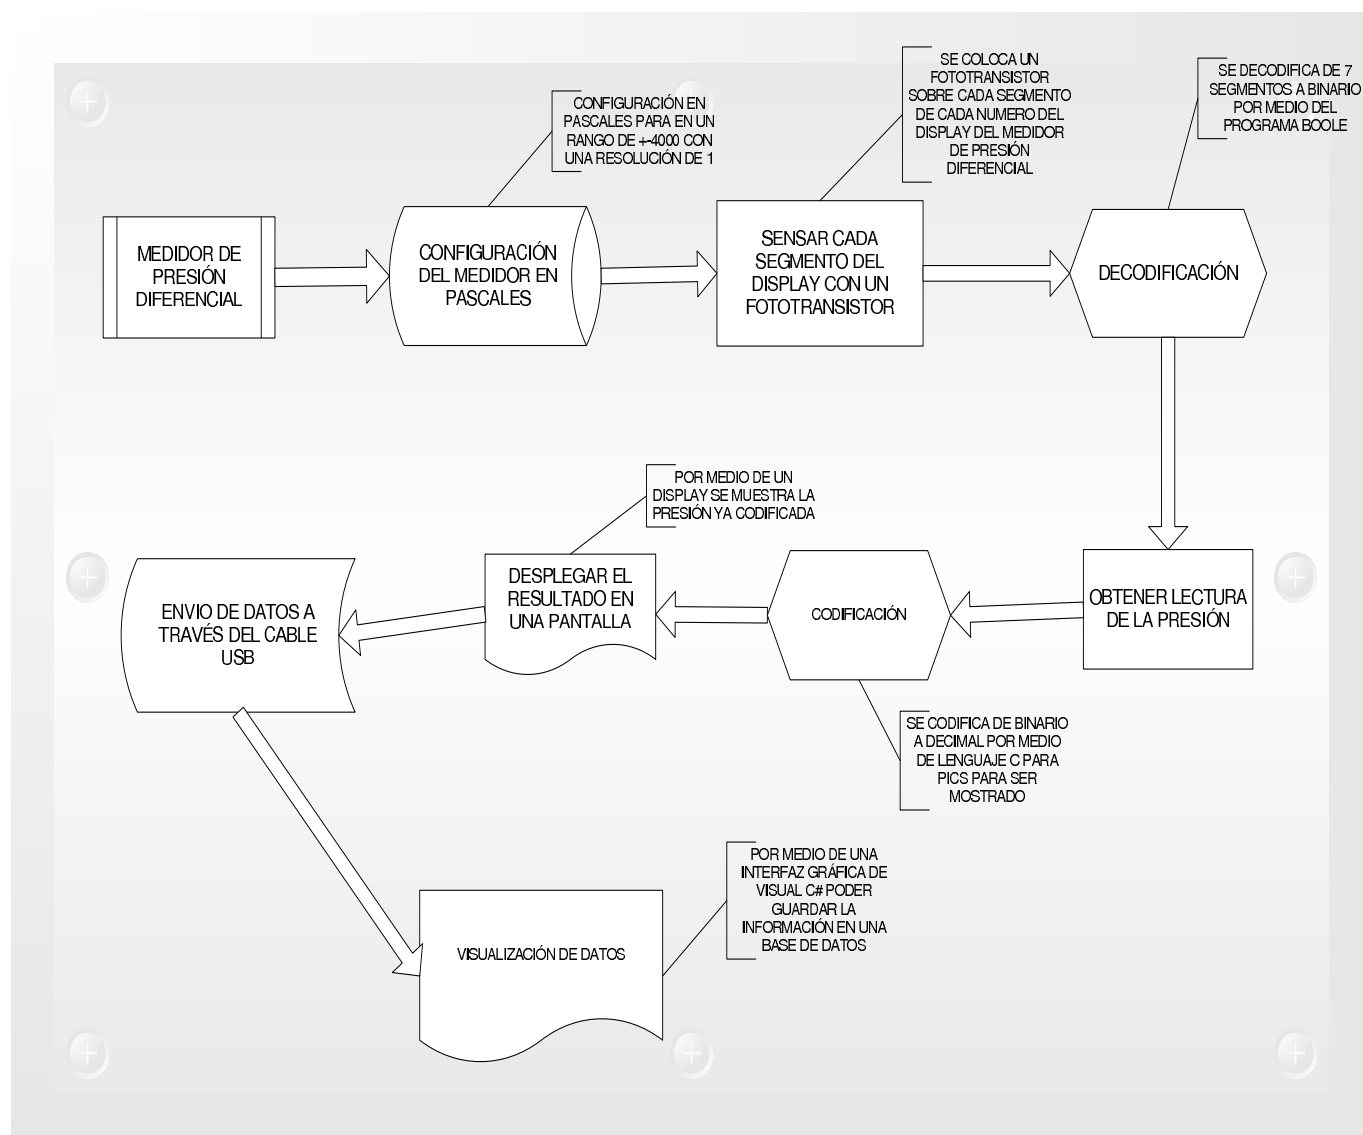 MEDIDOR DE
PRESIÓN
DIFERENCIAL
CONFIGURACIÓN EN
PASCALES PARA EN UN
RANGO DE +-4000 CON
UNA RESOLUCIÓN DE 1
CONFIGURACIÓN
DEL MEDIDOR EN
PASCALES
SE COLOCA UN
FOTOTRANSISTOR
SOBRE CADA SEGMENTO
DE CADA NUMERO DEL
DISPLAY DEL MEDIDOR
DE PRESIÓN
DIFERENCIAL
SENSAR CADA
SEGMENTO DEL
DISPLAY CON UN
FOTOTRANSISTOR
SE DECODIFICA DE 7
SEGMENTOS A BINARIO
POR MEDIO DEL
PROGRAMA BOOLE
DECODIFICACIÓN
OBTENER LECTURA
DE LA PRESIÓN
CODIFICACIÓN
SE CODIFICA DE BINARIO
A DECIMAL POR MEDIO
DE LENGUAJE C PARA
PICS PARA SER
MOSTRADO
POR MEDIO DE UN
DISPLAY SE MUESTRA LA
PRESIÓN YA CODIFICADA
DESPLEGAR EL
RESULTADO EN
UNA PANTALLA
ENVIO DE DATOS A
TRAVÉS DEL CABLE
USB
VISUALIZACIÓN DE DATOS
POR MEDIO DE UNA
INTERFAZ GRÁFICA DE
VISUAL C# PODER
GUARDAR LA
INFORMACIÓN EN UNA
BASE DE DATOS